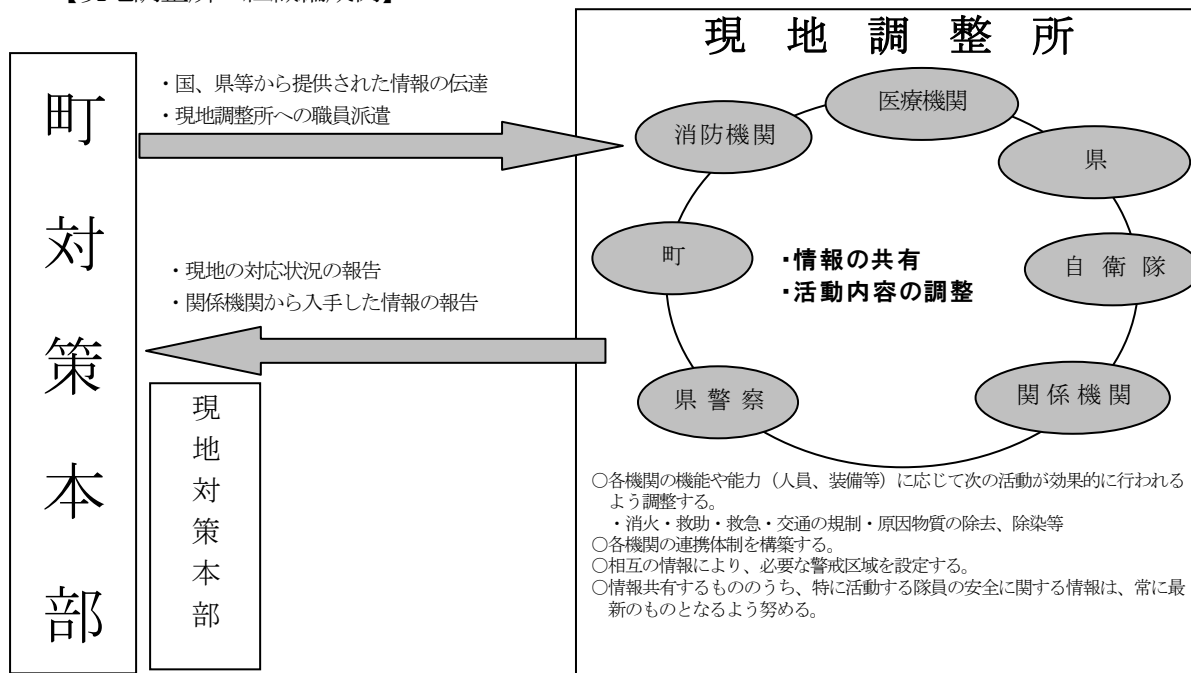 町対策本部
・国、県等から提供された情報の伝達
・現地調整所への職員派遣
・現地の対応状況の報告
・関係機関から入手した情報の報告
現地対策本部
現地調整所
医療機関
消防機関
県
町
・情報の共有
・活動内容の調整
自衛隊
県警察
関係機関
○各機関の機能や能力（人員、装備等）に応じて次の活動が効果的に行われる
よう調整する。
・消火・救助・救急・交通の規制・原因物質の除去、除染等
○各機関の連携体制を構築する。
○相互の情報により、必要な警戒区域を設定する。
○情報共有するもののうち、特に活動する隊員の安全に関する情報は、常に最
新のものとなるよう努める。